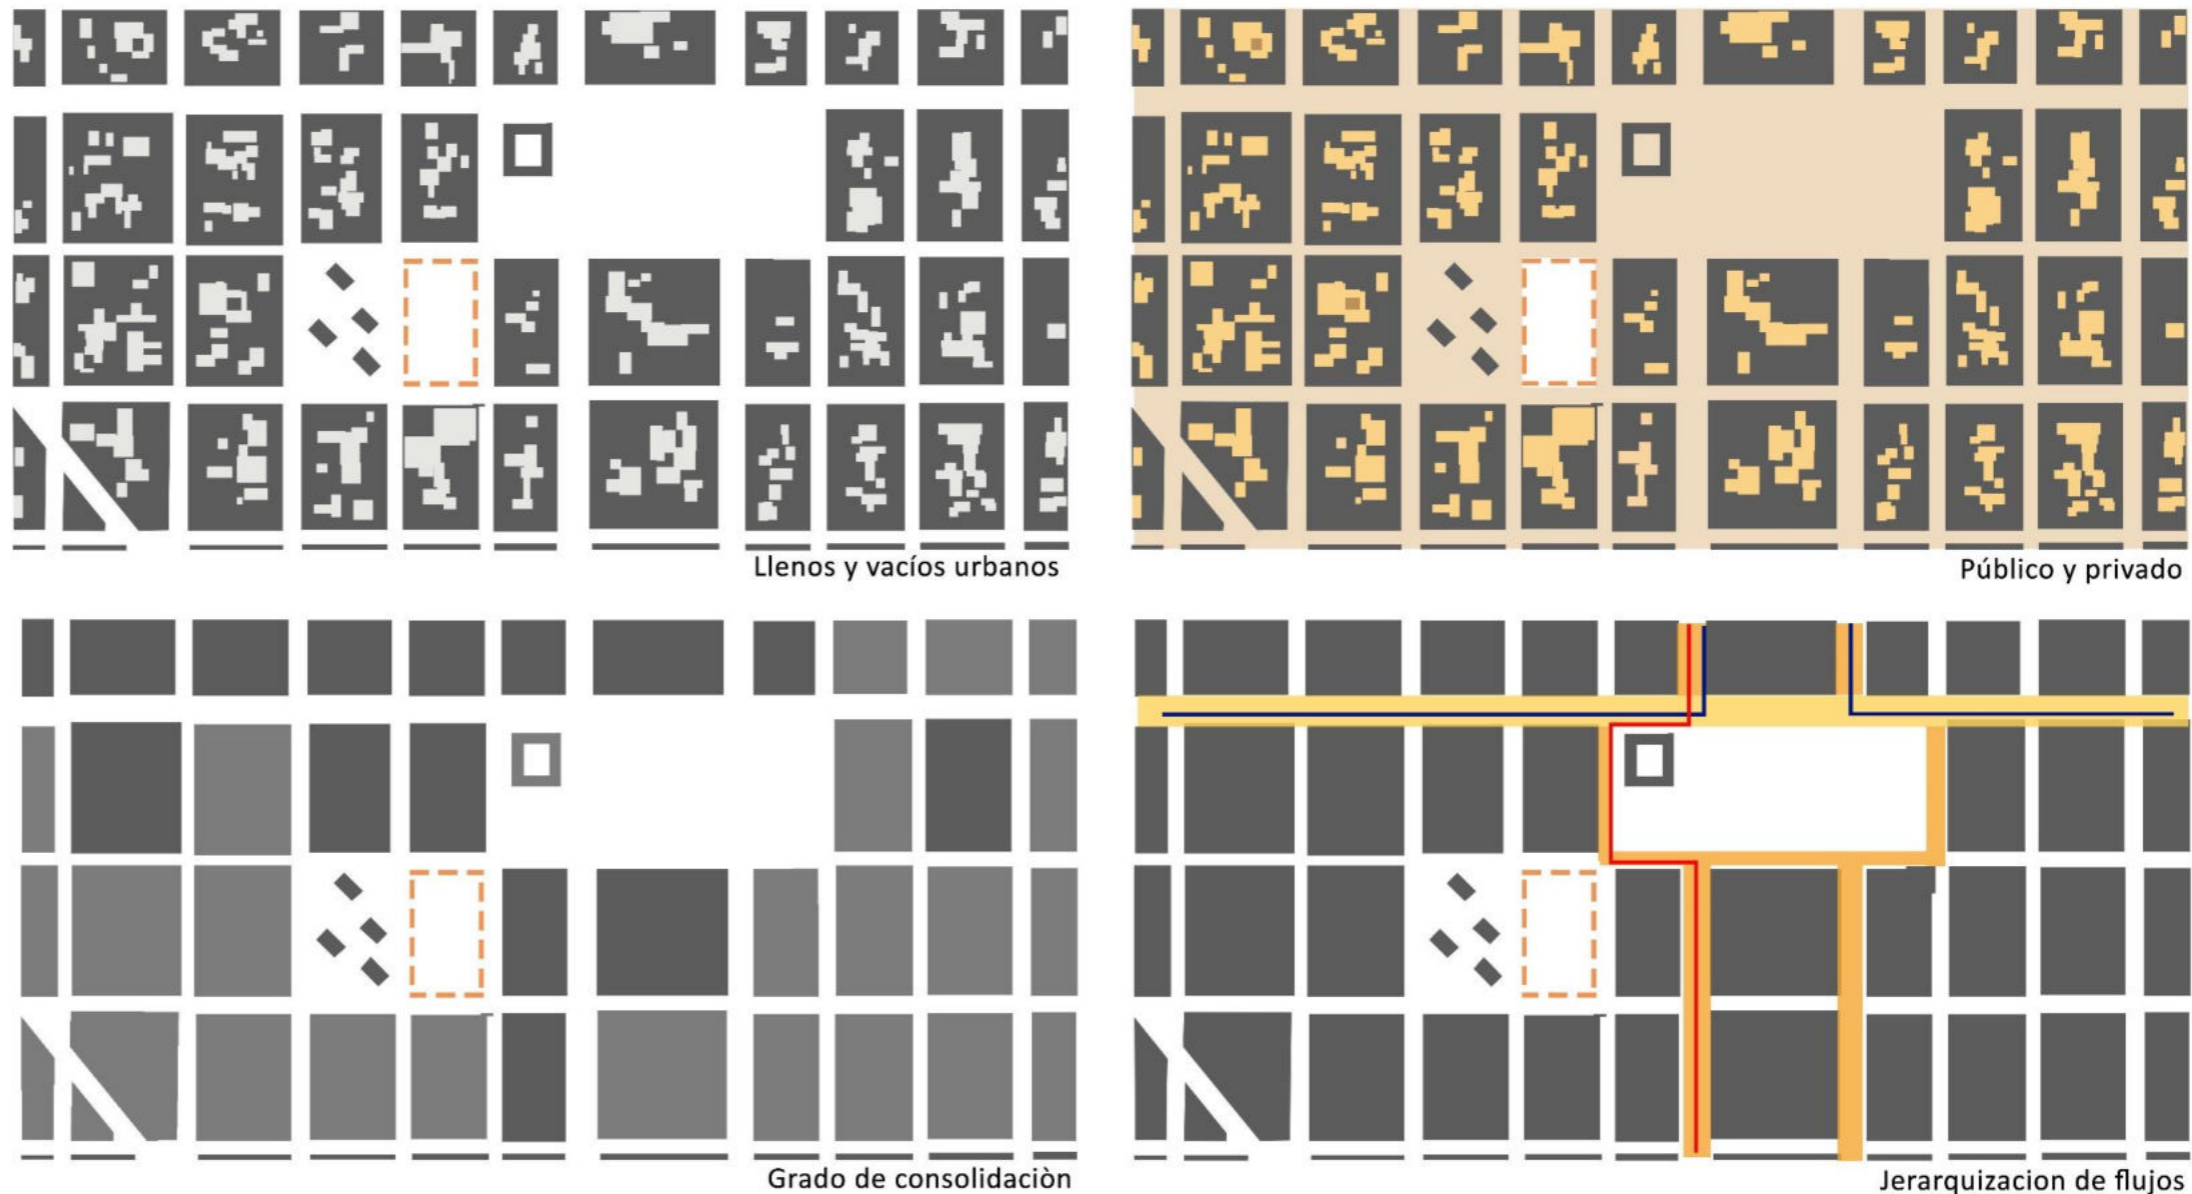 Llenos y vacíos urbanos
Público y privado
Grado de consolidaciòn
Jerarquizacion de flujos